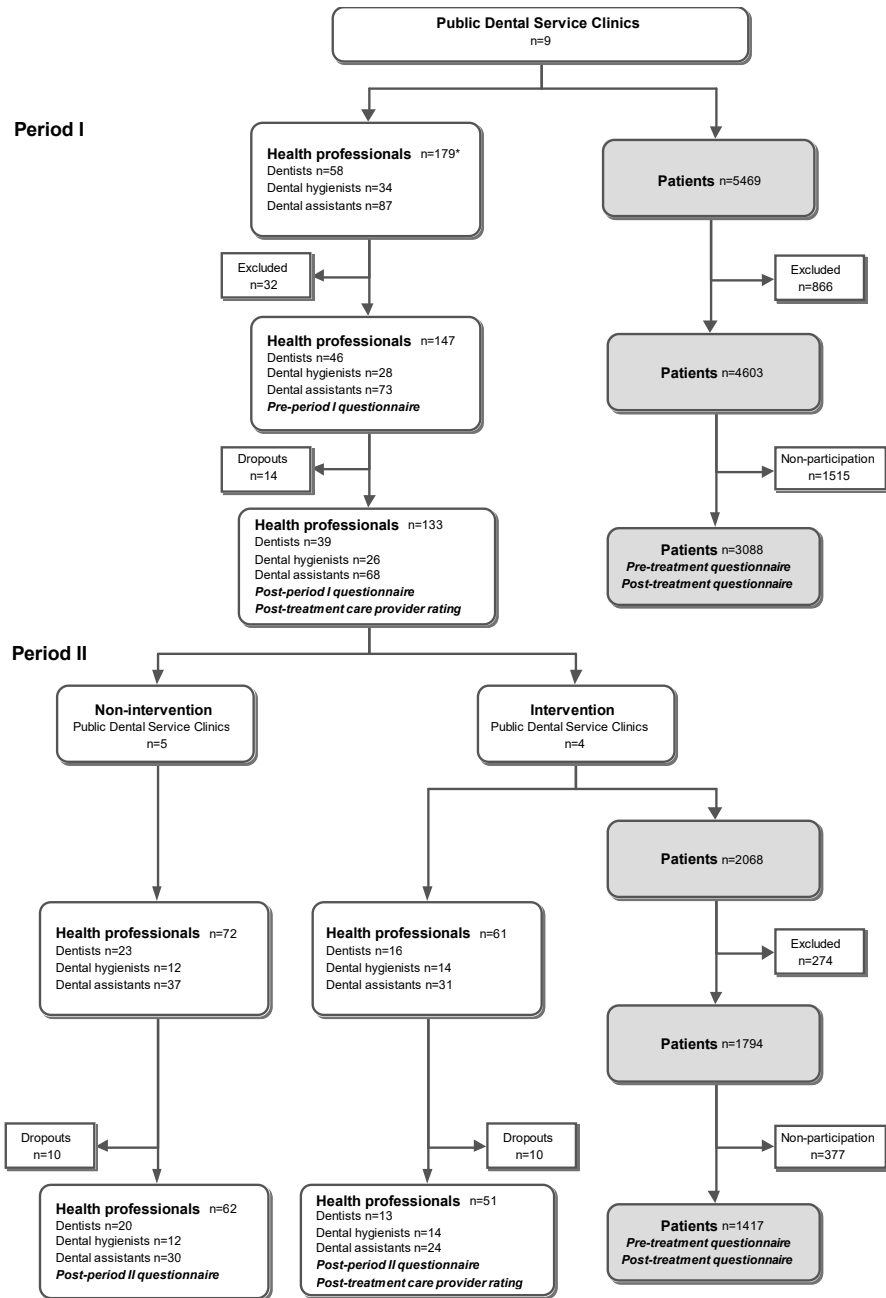 Public Dental Service Clinics
n=9
Period I
Health professionals n=179*
Dentists n=58
Dental hygienists n=34
Dental assistants n=87
Patients n=5469
Excluded
n=32
Excluded
n=866
Health professionals n=147
Dentists n=46
Dental hygienists n=28
Dental assistants n=73
Pre-period I questionnaire
Patients n=4603
Dropouts
n=14
Non-participation
n=1515
Health professionals n=133
Dentists n=39
Dental hygienists n=26
Dental assistants n=68
Post-period I questionnaire
Post-treatment care provider rating
Patients n=3088
Pre-treatment questionnaire
Post-treatment questionnaire
Period II
Non-intervention
Public Dental Service Clinics
n=5
Intervention
Public Dental Service Clinics
n=4
Patients n=2068
Health professionals n=72
Dentists n=23
Dental hygienists n=12
Dental assistants n=37
Health professionals n=61
Dentists n=16
Dental hygienists n=14
Dental assistants n=31
Excluded
n=274
Patients n=1794
Dropouts
n=10
Dropouts
n=10
Non-participation
n=377
Health professionals n=62
Dentists n=20
Dental hygienists n=12
Dental assistants n=30
Post-period II questionnaire
Health professionals n=51
Dentists n=13
Dental hygienists n=14
Dental assistants n=24
Post-period II questionnaire
Post-treatment care provider rating
Patients n=1417
Pre-treatment questionnaire
Post-treatment questionnaire